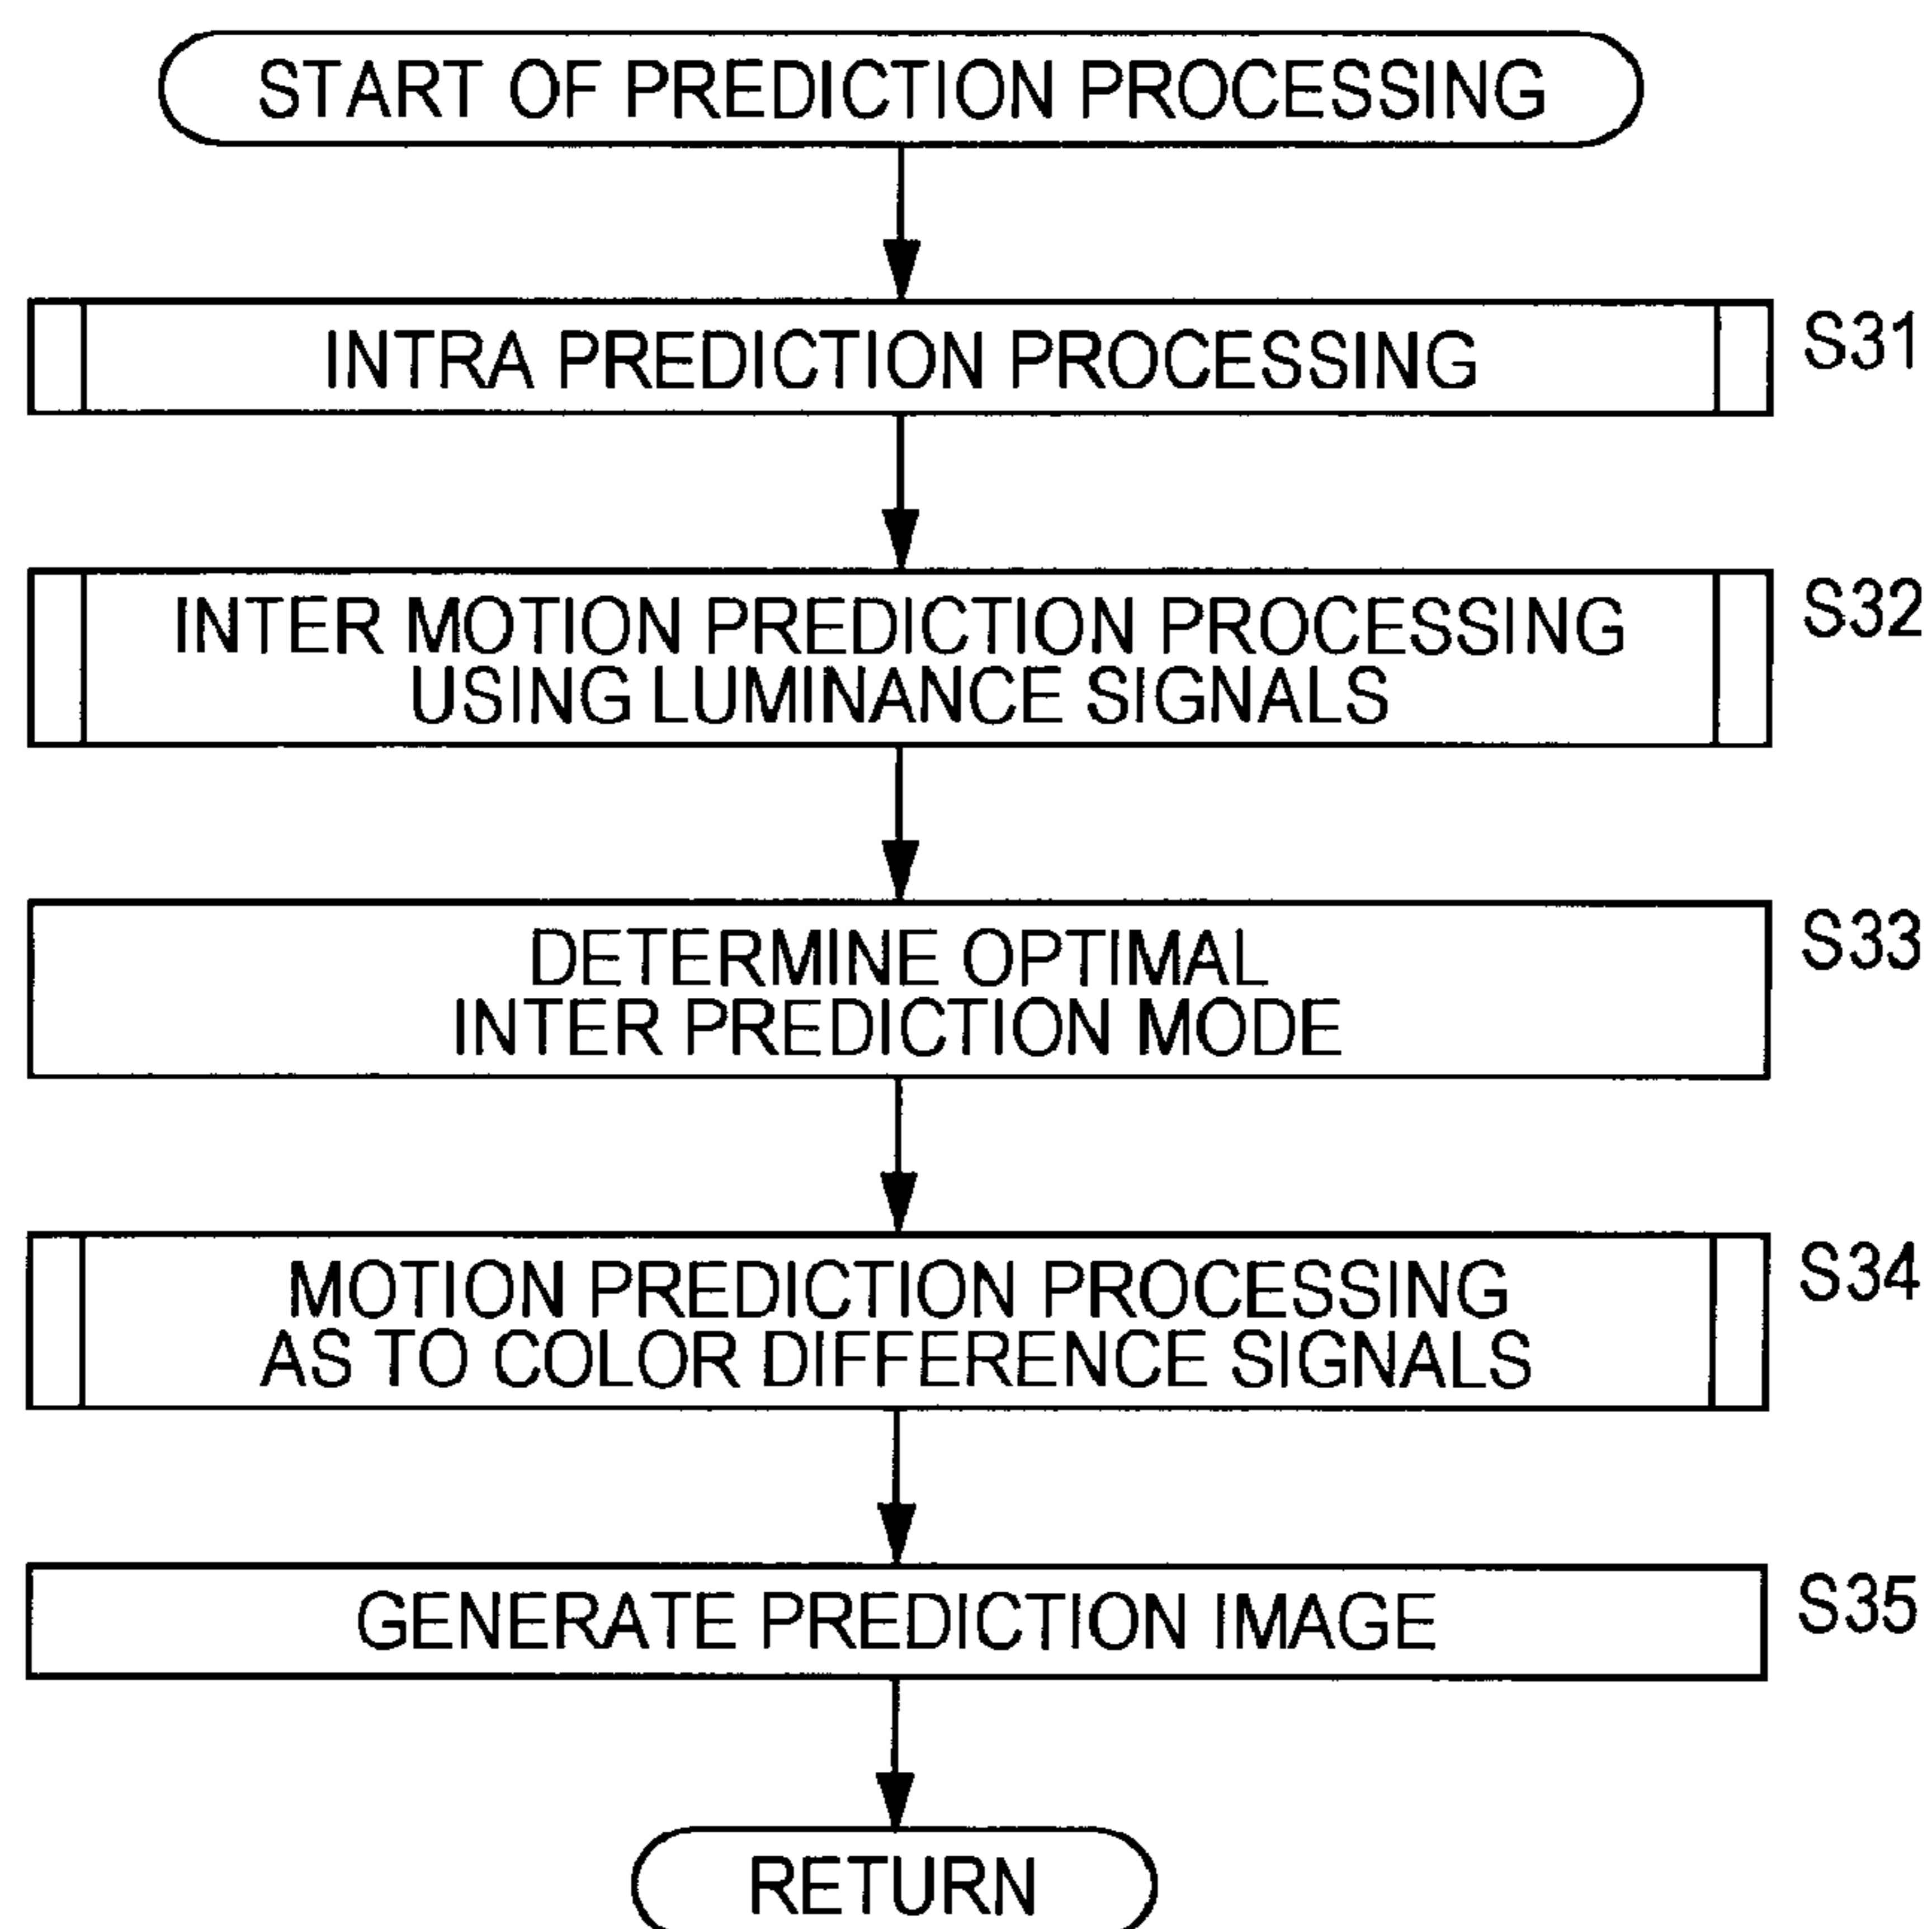 START OF PREDICTION PROCESSING
INTRA PREDICTION PROCESSING
S31
INTER MOTION PREDICTION PROCESSING
USING LUMINANCE SIGNALS
S32
DETERMINE OPTIMAL
INTER PREDICTION MODE
S33
MOTION PREDICTION PROCESSING
AS TO COLOR DIFFERENCE SIGNALS
S34
GENERATE PREDICTION IMAGE
S35
RETURN